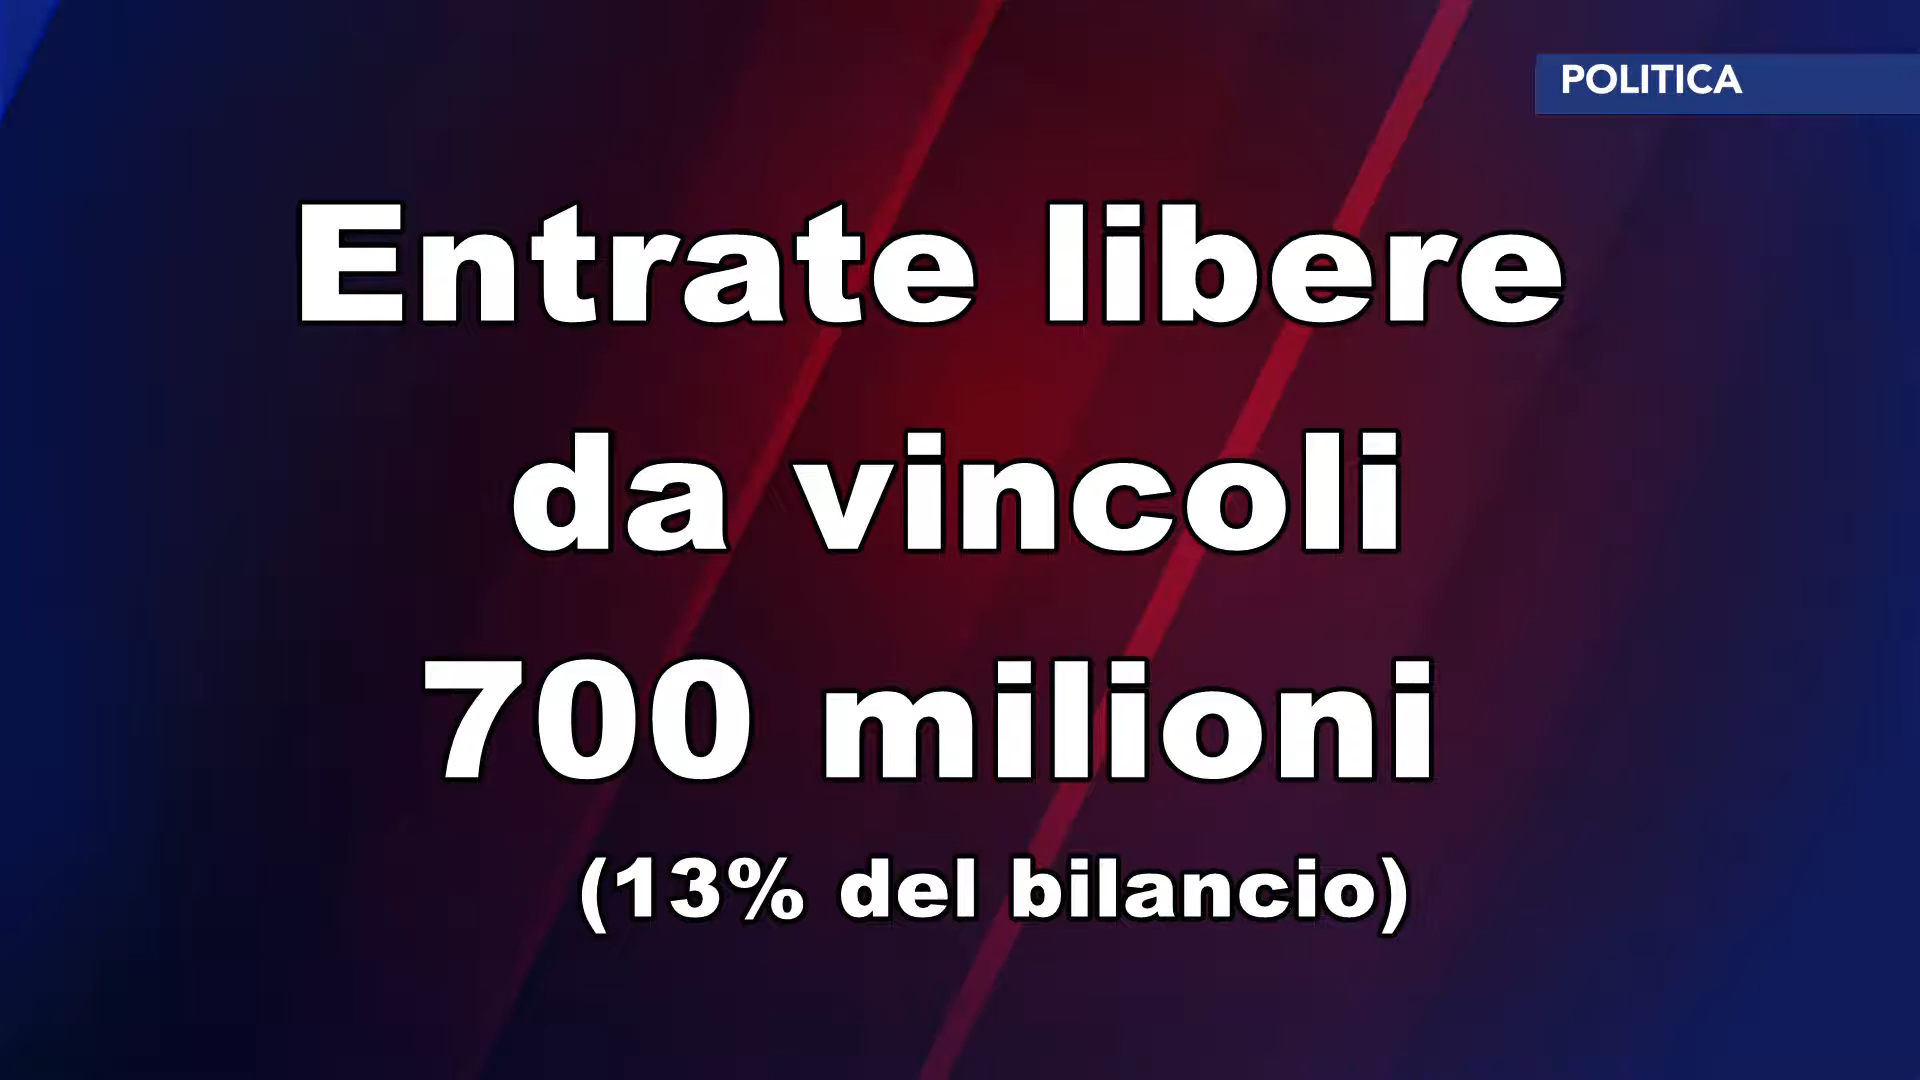 POLITICA
Entrate libere
da vincoli
700 milioni
(13% del bilancio)